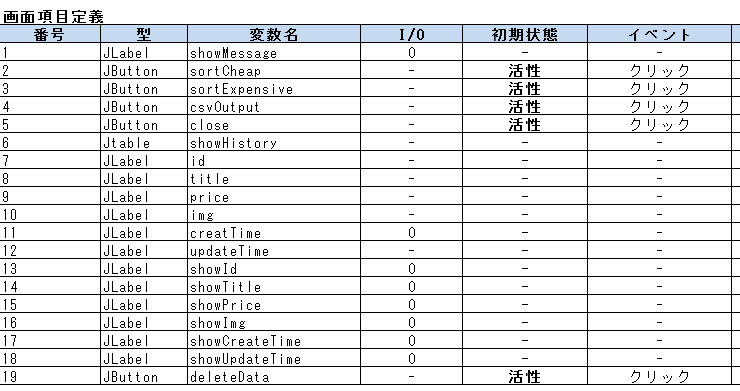 画面項目定義
番号 型 変数名 I/O 初期状態 イベント
1 JLabel showMessage O - -
2 JButton sortCheap - 活性 クリック
3 JButton sortExpensive - 活性 クリック
4 JButton csvOutput - 活性 クリック
5 JButton close - 活性 クリック
6 Jtable showHistory - - -
7 JLabel id - - -
8 JLabel title - - -
9 JLabel price - - -
10 JLabel img - - -
11 JLabel creatTime O - -
12 JLabel updateTime - - -
13 JLabel showId O - -
14 JLabel showTitle O - -
15 JLabel showPrice O - -
16 JLabel showImg O - -
17 JLabel showCreateTime O - -
18 JLabel showUpdateTime O - -
19 JButton deleteData - 活性 クリック